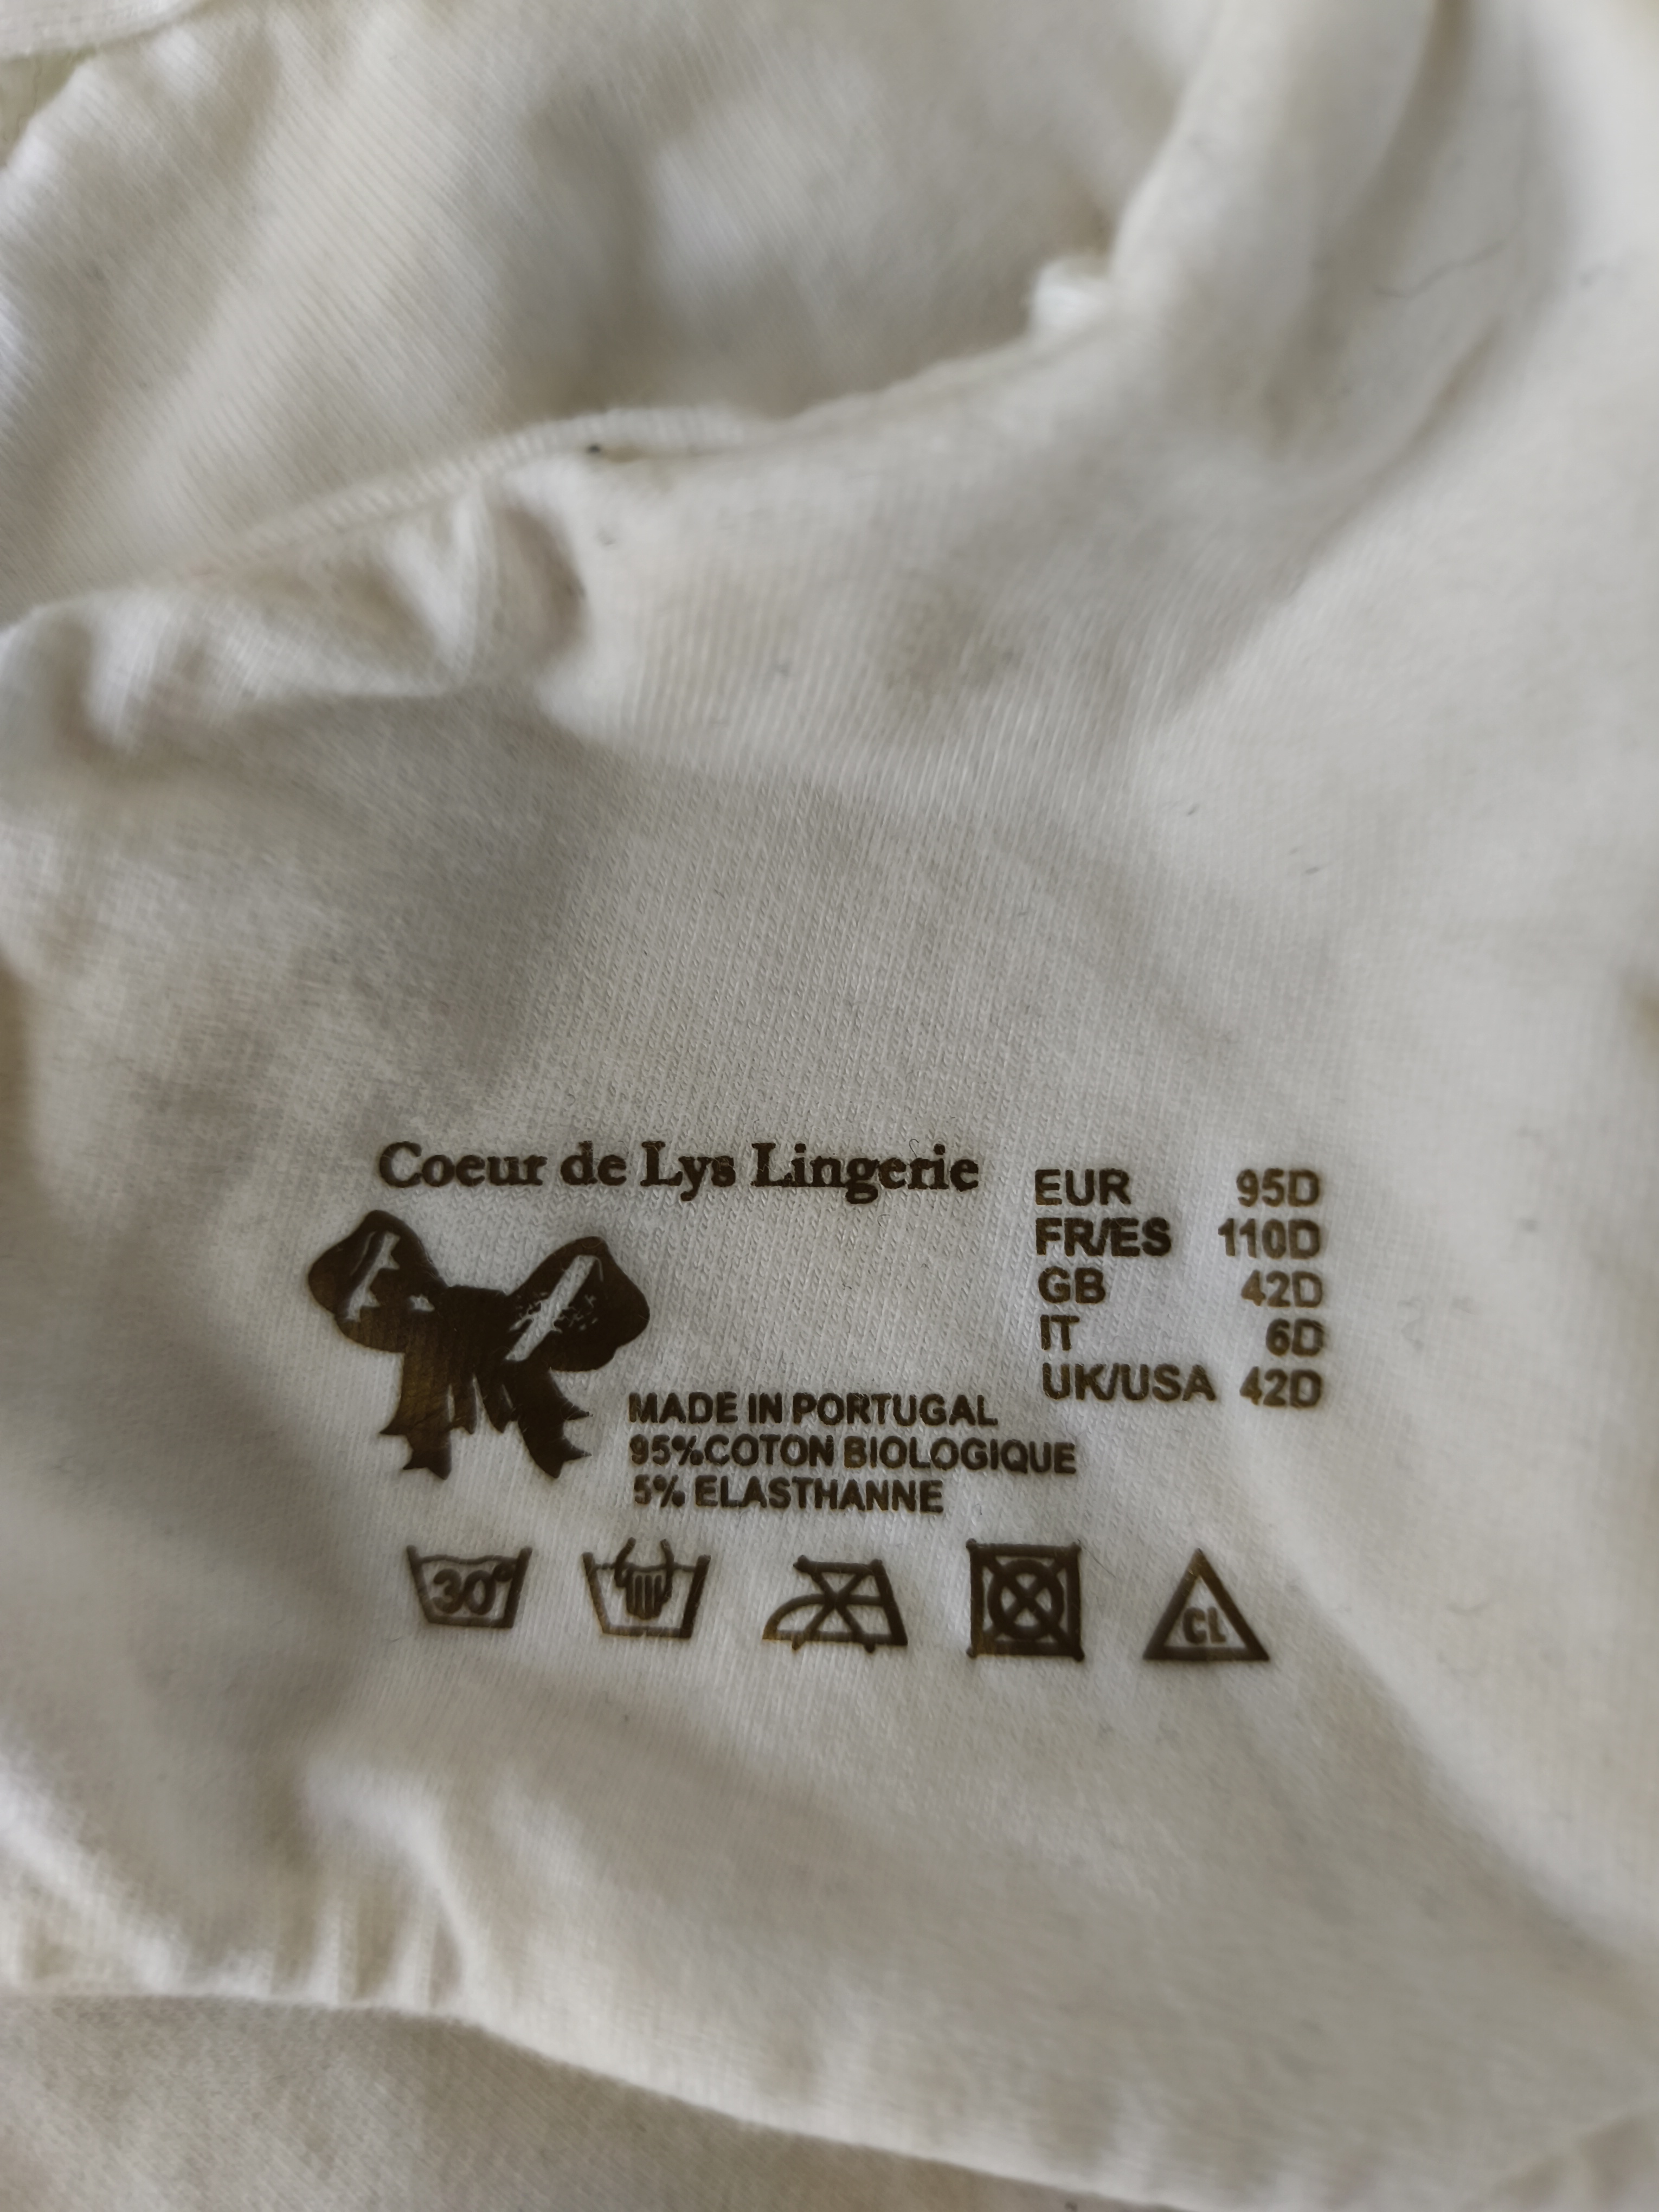 Coeur de Lys Lingerie
EUR 95D
FR/ES 110D
GB 42D
IT 6D
UK/USA 42D
MADE IN PORTUGAL
95%COTON BIOLOGIQUE
5% ELASTHANNE
30°
CL